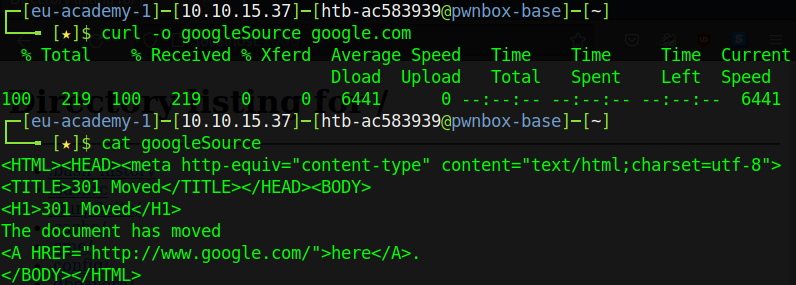 ┌─[eu-academy-1]─[10.10.15.37]─[htb-ac583939@pwnbox-base]─[~]
└──╼ [★]$ curl -o googleSource google.com
  % Total    % Received % Xferd  Average Speed   Time    Time     Time  Current
                                 Dload  Upload   Total   Spent    Left  Speed
100   219  100   219    0     0   6441      0 --:--:-- --:--:-- --:--:--  6441
Directory listing for /
┌─[eu-academy-1]─[10.10.15.37]─[htb-ac583939@pwnbox-base]─[~]
└──╼ [★]$ cat googleSource
<HTML><HEAD><meta http-equiv="content-type" content="text/html;charset=utf-8">
<TITLE>301 Moved</TITLE></HEAD><BODY>
<H1>301 Moved</H1>
The document has moved
<A HREF="http://www.google.com/">here</A>.
</BODY></HTML>